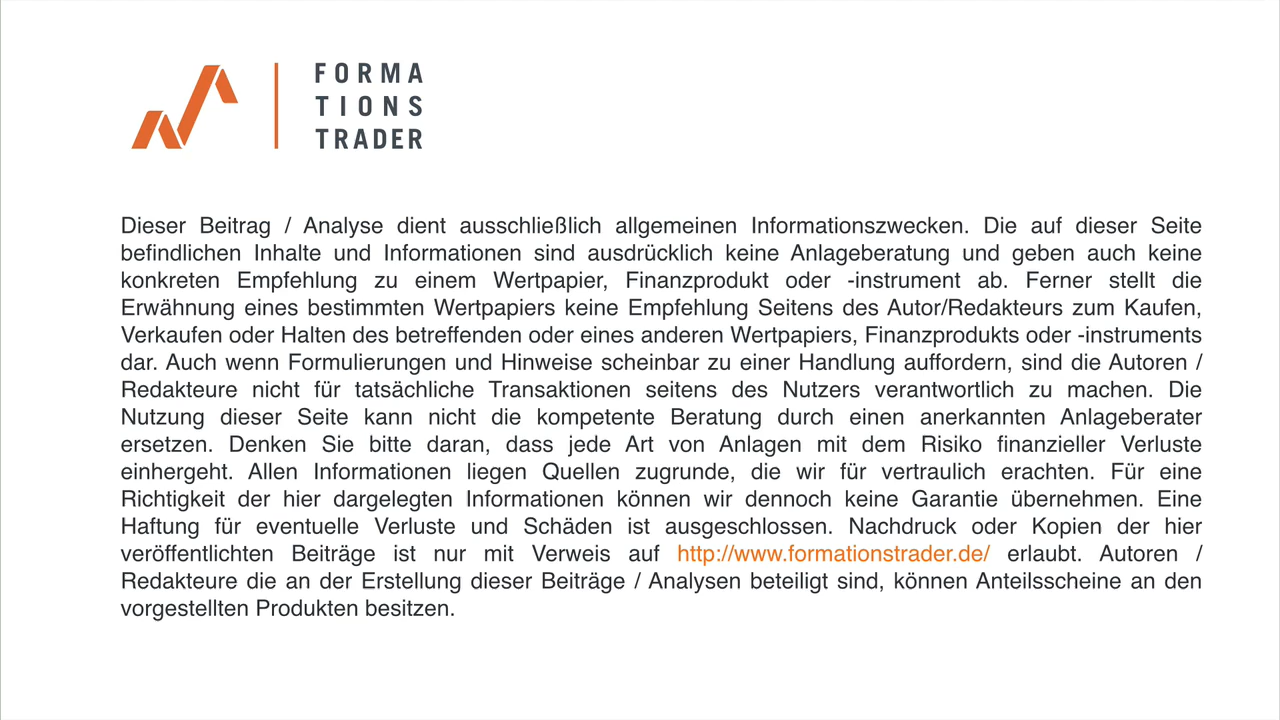 FORMA
TIONS
TRADER
Dieser Beitrag / Analyse dient ausschließlich allgemeinen Informationszwecken. Die auf dieser Seite
befindlichen Inhalte und Informationen sind ausdrücklich keine Anlageberatung und geben auch keine
konkreten Empfehlung zu einem Wertpapier, Finanzprodukt oder -instrument ab. Ferner stellt die
Erwähnung eines bestimmten Wertpapiers keine Empfehlung Seitens des Autor/Redakteurs zum Kaufen,
Verkaufen oder Halten des betreffenden oder eines anderen Wertpapiers, Finanzprodukts oder -instruments
dar. Auch wenn Formulierungen und Hinweise scheinbar zu einer Handlung auffordern, sind die Autoren /
Redakteure nicht für tatsächliche Transaktionen seitens des Nutzers verantwortlich zu machen. Die
Nutzung dieser Seite kann nicht die kompetente Beratung durch einen anerkannten Anlageberater
ersetzen. Denken Sie bitte daran, dass jede Art von Anlagen mit dem Risiko finanzieller Verluste
einhergeht. Allen Informationen liegen Quellen zugrunde, die wir für vertraulich erachten. Für eine
Richtigkeit der hier dargelegten Informationen können wir dennoch keine Garantie übernehmen. Eine
Haftung für eventuelle Verluste und Schäden ist ausgeschlossen. Nachdruck oder Kopien der hier
veröffentlichten Beiträge ist nur mit Verweis auf http://www.formationstrader.de/ erlaubt. Autoren /
Redakteure die an der Erstellung dieser Beiträge / Analysen beteiligt sind, können Anteilsscheine an den
vorgestellten Produkten besitzen.